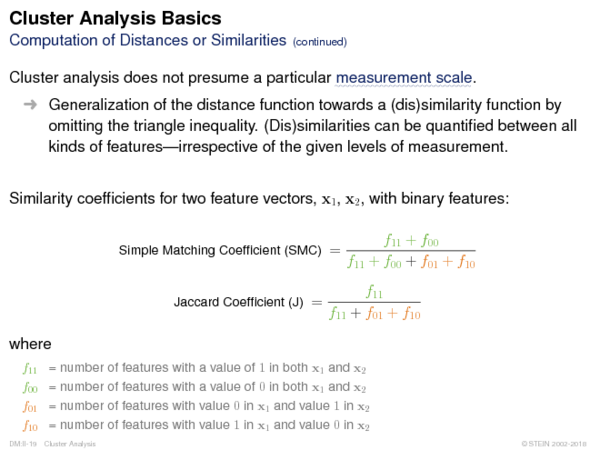 Cluster Analysis Basics
Computation of Distances or Similarities (continued)
Cluster analysis does not presume a particular measurement scale.
➜ Generalization of the distance function towards a (dis)similarity function by
omitting the triangle inequality. (Dis)similarities can be quantified between all
kinds of features—irrespective of the given levels of measurement.
Similarity coefficients for two feature vectors, x₁, x₂, with binary features:
Simple Matching Coefficient (SMC) = (f₁₁ + f₀₀) / (f₁₁ + f₀₀ + f₀₁ + f₁₀)
Jaccard Coefficient (J) = f₁₁ / (f₁₁ + f₀₁ + f₁₀)
where
f₁₁ = number of features with a value of 1 in both x₁ and x₂
f₀₀ = number of features with a value of 0 in both x₁ and x₂
f₀₁ = number of features with value 0 in x₁ and value 1 in x₂
f₁₀ = number of features with value 1 in x₁ and value 0 in x₂
DM:II-19 Cluster Analysis © STEIN 2002-2018